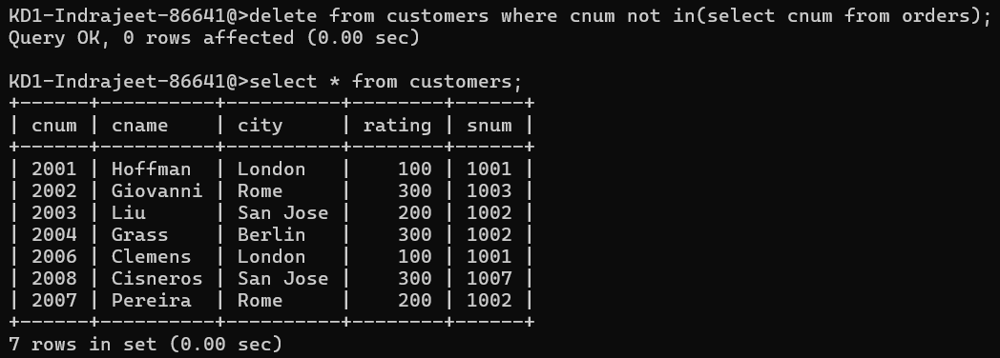 KD1-Indrajeet-86641@>delete from customers where cnum not in(select cnum from orders);
Query OK, 0 rows affected (0.00 sec)
KD1-Indrajeet-86641@>select * from customers;
+------+----------+----------+--------+------+
| cnum | cname    | city     | rating | snum |
+------+----------+----------+--------+------+
| 2001 | Hoffman  | London   |    100 | 1001 |
| 2002 | Giovanni | Rome     |    300 | 1003 |
| 2003 | Liu      | San Jose |    200 | 1002 |
| 2004 | Grass    | Berlin   |    300 | 1002 |
| 2006 | Clemens  | London   |    100 | 1001 |
| 2008 | Cisneros | San Jose |    300 | 1007 |
| 2007 | Pereira  | Rome     |    200 | 1002 |
+------+----------+----------+--------+------+
7 rows in set (0.00 sec)